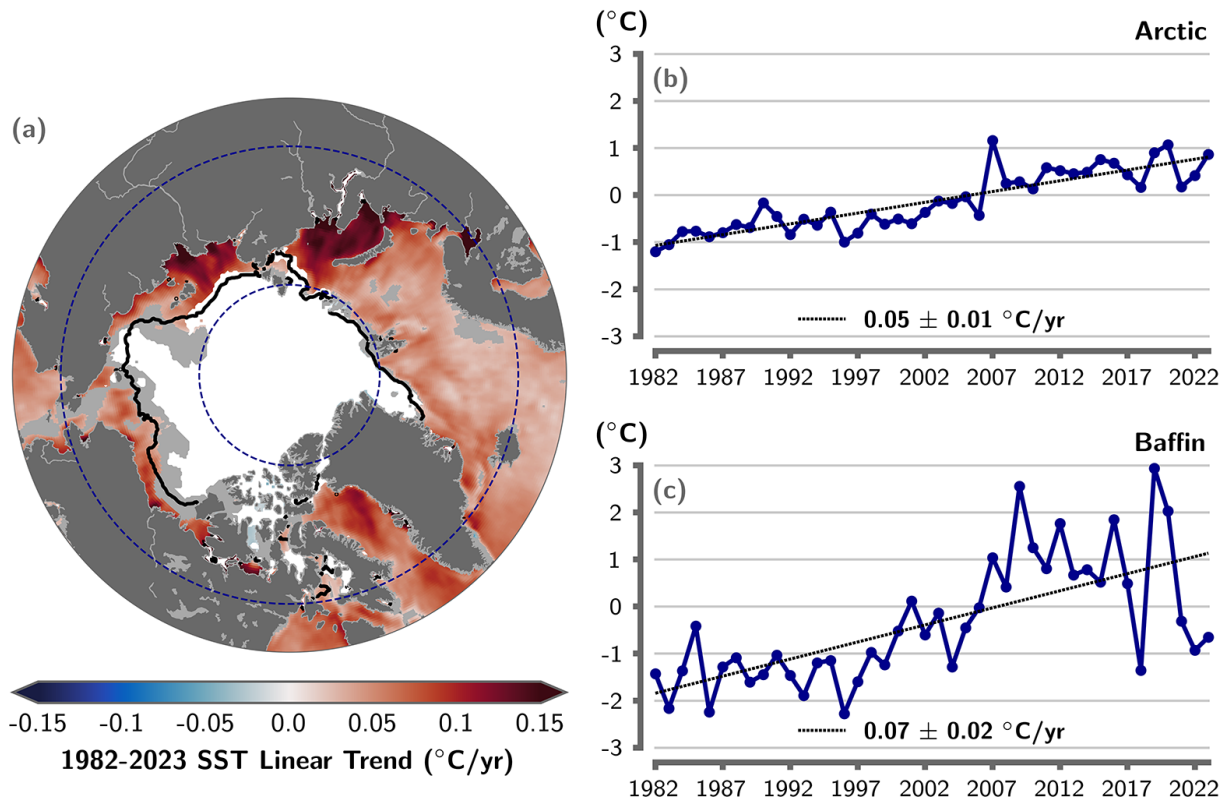 (a)
-0.15 -0.1 -0.05 0.0 0.05 0.1 0.15
1982-2023 SST Linear Trend (°C/yr)
(°C)
Arctic
(b)
3
2
1
0
-1
-2
-3
0.05 ± 0.01 °C/yr
1982 1987 1992 1997 2002 2007 2012 2017 2022
(°C)
Baffin
(c)
3
2
1
0
-1
-2
-3
0.07 ± 0.02 °C/yr
1982 1987 1992 1997 2002 2007 2012 2017 2022